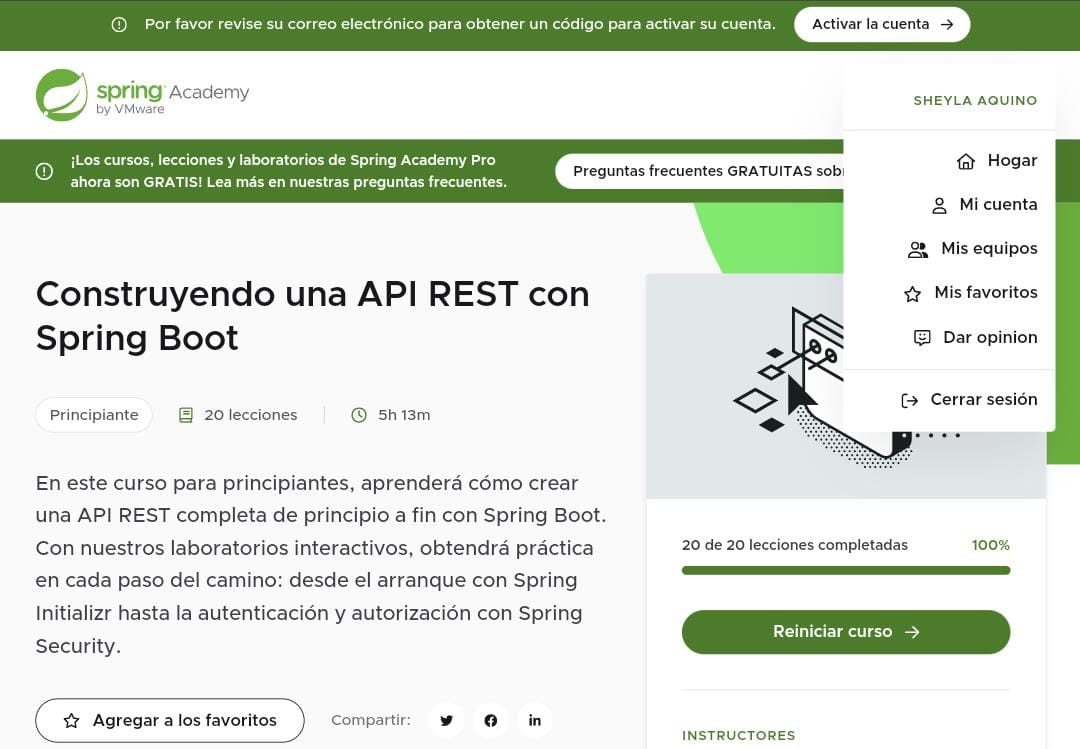 Por favor revise su correo electrónico para obtener un código para activar su cuenta.
Activar la cuenta
spring Academy
by VMware
SHEYLA AQUINO
¡Los cursos, lecciones y laboratorios de Spring Academy Pro
ahora son GRATIS! Lea más en nuestras preguntas frecuentes.
Preguntas frecuentes GRATUITAS
Hogar
Mi cuenta
Mis equipos
Mis favoritos
Dar opinion
Cerrar sesión
Construyendo una API REST con
Spring Boot
Principiante
20 lecciones
5h 13m
En este curso para principiantes, aprenderá cómo crear
una API REST completa de principio a fin con Spring Boot.
Con nuestros laboratorios interactivos, obtendrá práctica
en cada paso del camino: desde el arranque con Spring
Initializr hasta la autenticación y autorización con Spring
Security.
Agregar a los favoritos
Compartir:
20 de 20 lecciones completadas
100%
Reiniciar curso
INSTRUCTORES